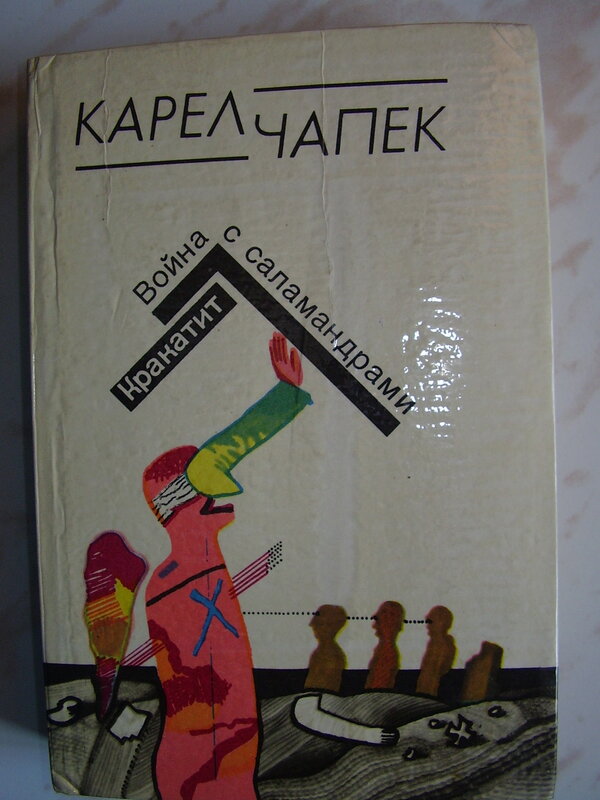 КАРЕЛ
ЧАПЕК
Война с саламандрами
Кракатит